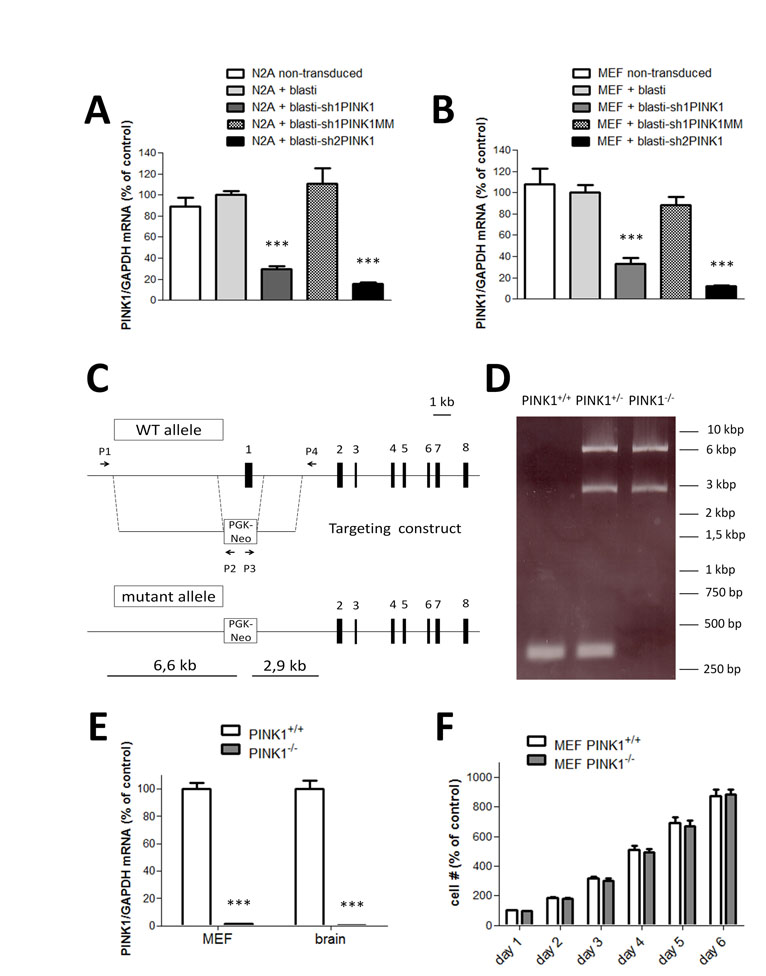 A
N2A non-transduced
N2A + blasti
N2A + blasti-sh1PINK1
N2A + blasti-sh1PINK1MM
N2A + blasti-sh2PINK1
PINK1/GAPDH mRNA (% of control)
140
120
100
80
60
40
20
0
***
***
B
MEF non-transduced
MEF + blasti
MEF + blasti-sh1PINK1
MEF + blasti-sh1PINK1MM
MEF + blasti-sh2PINK1
PINK1/GAPDH mRNA (% of control)
140
120
100
80
60
40
20
0
***
***
C
1 kb
WT allele
P1
1
P4
2 3 4 5 6 7 8
PGK-
Neo
Targeting construct
P2 P3
mutant allele
2 3 4 5 6 7 8
PGK-
Neo
6,6 kb
2,9 kb
D
PINK1+/+ PINK1+/- PINK1-/-
10 kbp
6 kbp
3 kbp
2 kbp
1,5 kbp
1 kbp
750 bp
500 bp
250 bp
E
PINK1+/+
PINK1-/-
PINK1/GAPDH mRNA (% of control)
100
80
60
40
20
0
***
***
MEF
brain
F
MEF PINK1+/+
MEF PINK1-/-
cell # (% of control)
1000
800
600
400
200
0
day 1
day 2
day 3
day 4
day 5
day 6